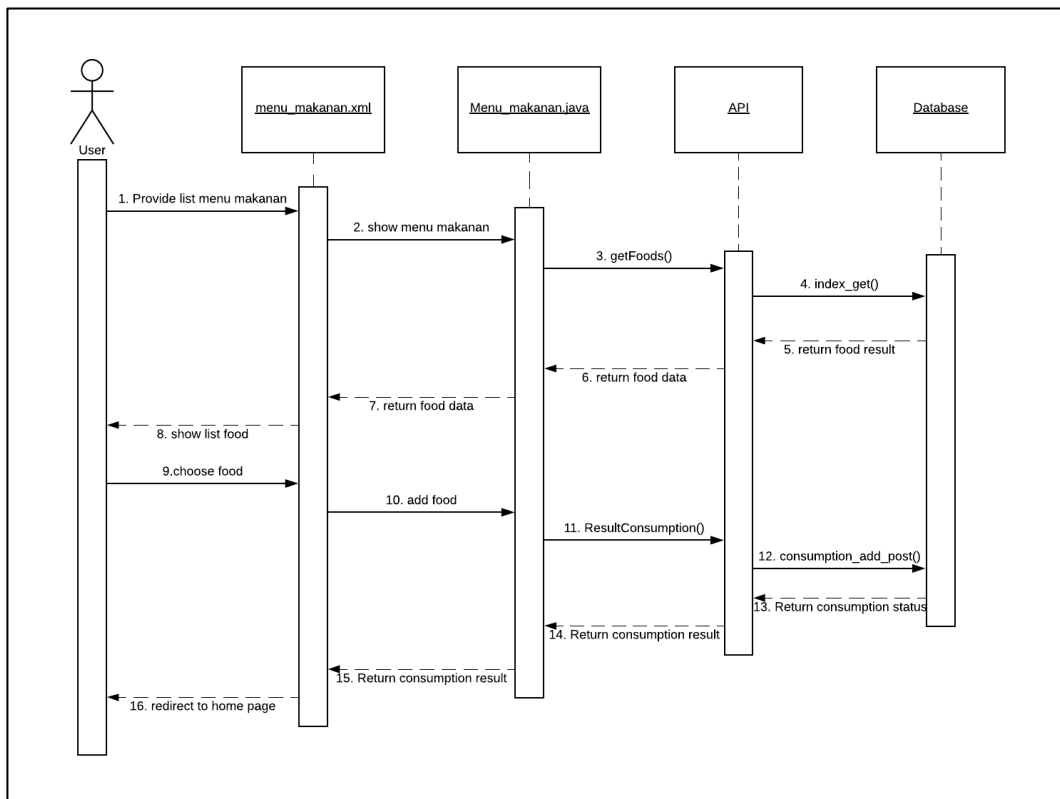 User
menu_makanan.xml
Menu_makanan.java
API
Database
1. Provide list menu makanan
2. show menu makanan
3. getFoods()
4. index_get()
5. return food result
6. return food data
7. return food data
8. show list food
9.choose food
10. add food
11. ResultConsumption()
12. consumption_add_post()
13. Return consumption status
14. Return consumption result
15. Return consumption result
16. redirect to home page